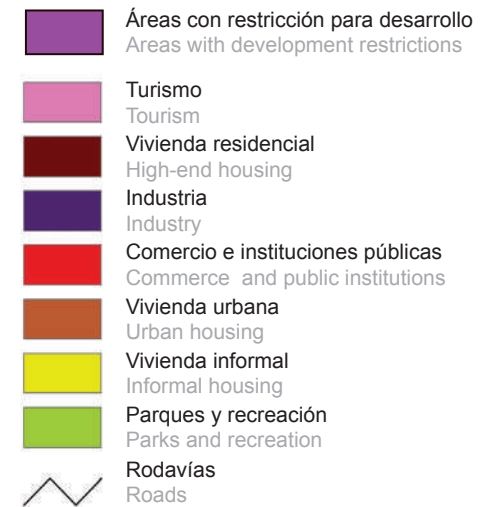 Áreas con restricción para desarrollo
Areas with development restrictions
Turismo
Tourism
Vivienda residencial
High-end housing
Industria
Industry
Comercio e instituciones públicas
Commerce and public institutions
Vivienda urbana
Urban housing
Vivienda informal
Informal housing
Parques y recreación
Parks and recreation
Rodavías
Roads